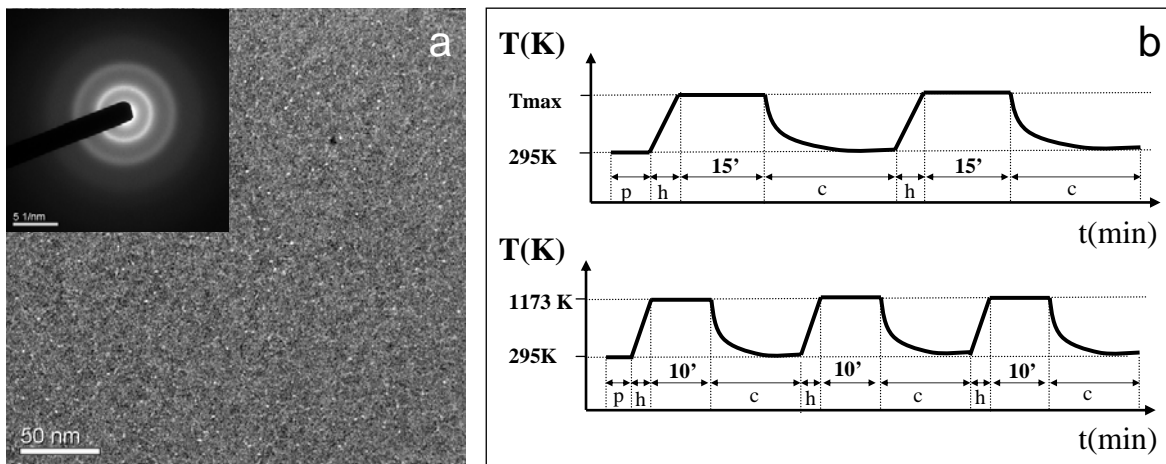 a
5 1/nm
50 nm
b
T(K)
Tmax
295K
15’ 15’
p h c h c
t(min)
T(K)
1173 K
295K
10’ 10’ 10’
p h c h c h c
t(min)